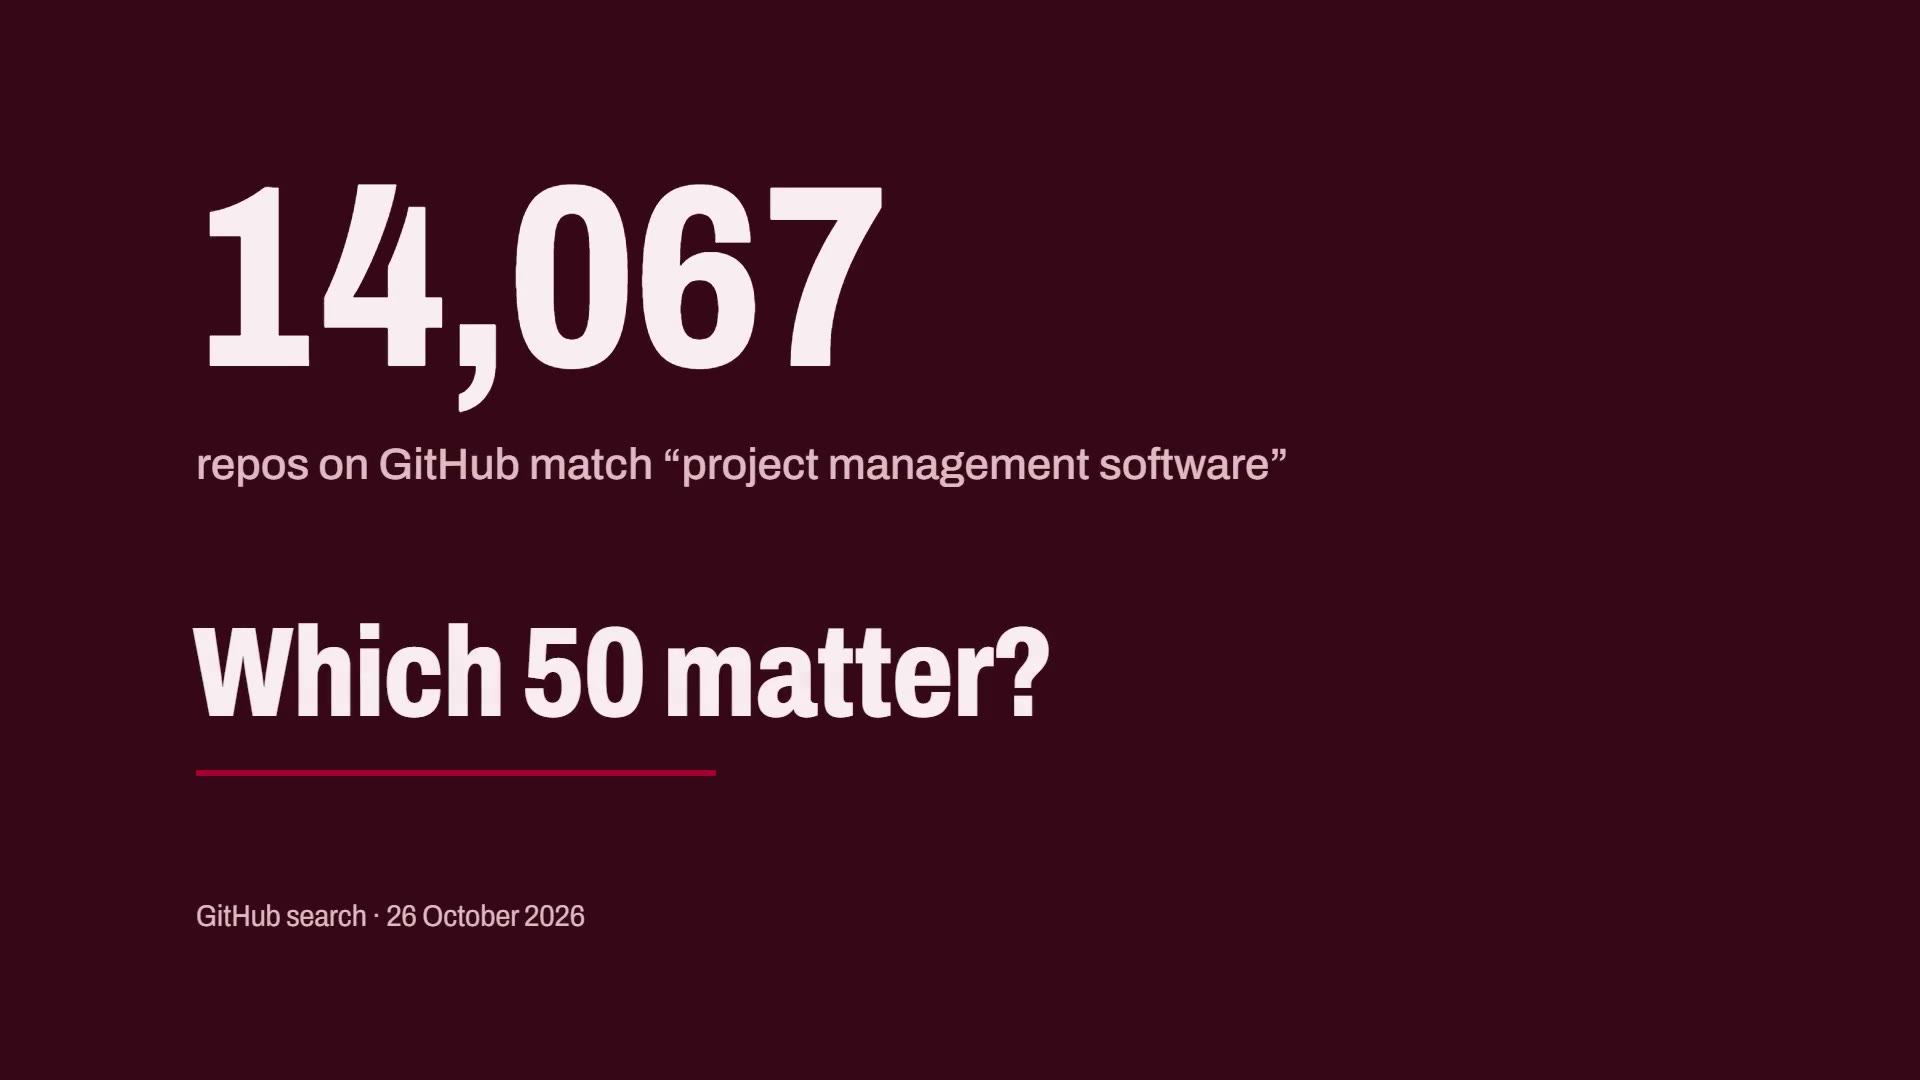 14,067
repos on GitHub match “project management software”
Which 50 matter?
GitHub search · 26 October 2026